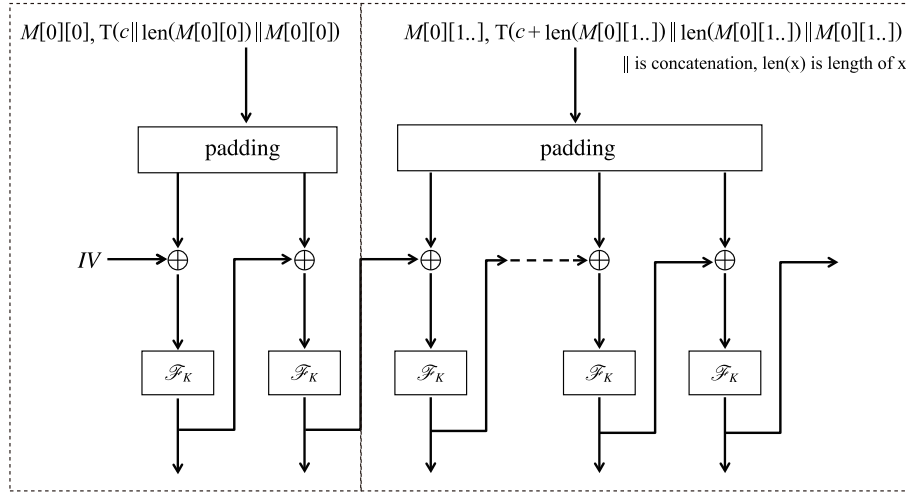 M[0][0], T(c‖len(M[0][0])‖M[0][0])
M[0][1..], T(c+len(M[0][1..])‖len(M[0][1..])‖M[0][1..])
‖ is concatenation, len(x) is length of x
padding
padding
IV
ℱK
ℱK
ℱK
ℱK
ℱK